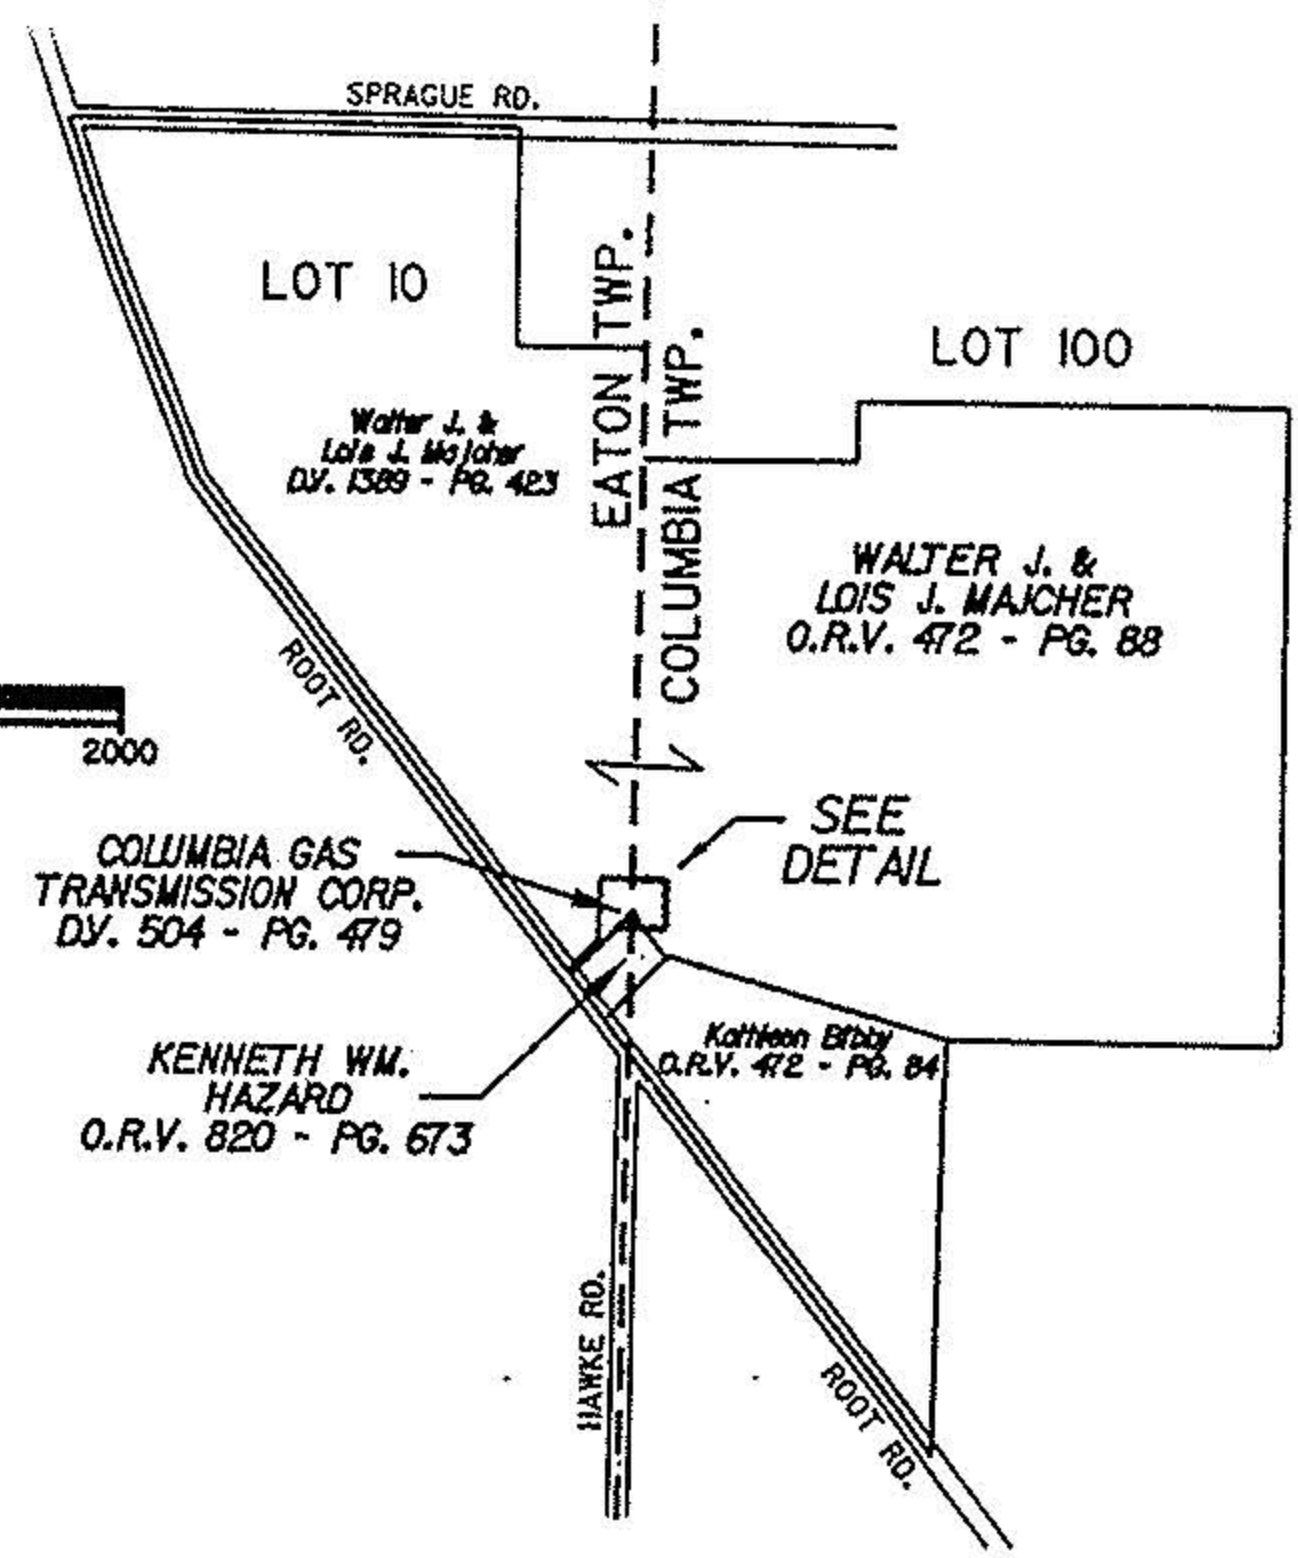 SPRAGUE RD.
LOT 10
EATON TWP.
COLUMBIA TWP.
LOT 100
Walter J. &
Lois J. Majcher
D.V. 1389 - PG. 423
WALTER J. &
LOIS J. MAJCHER
O.R.V. 472 - PG. 88
ROOT RD.
2000
SEE
DETAIL
COLUMBIA GAS
TRANSMISSION CORP.
D.V. 504 - PG. 479
Kathleen Bibby
O.R.V. 472 - PG. 84
KENNETH WM.
HAZARD
O.R.V. 820 - PG. 673
HAWKE RD.
ROOT RD.